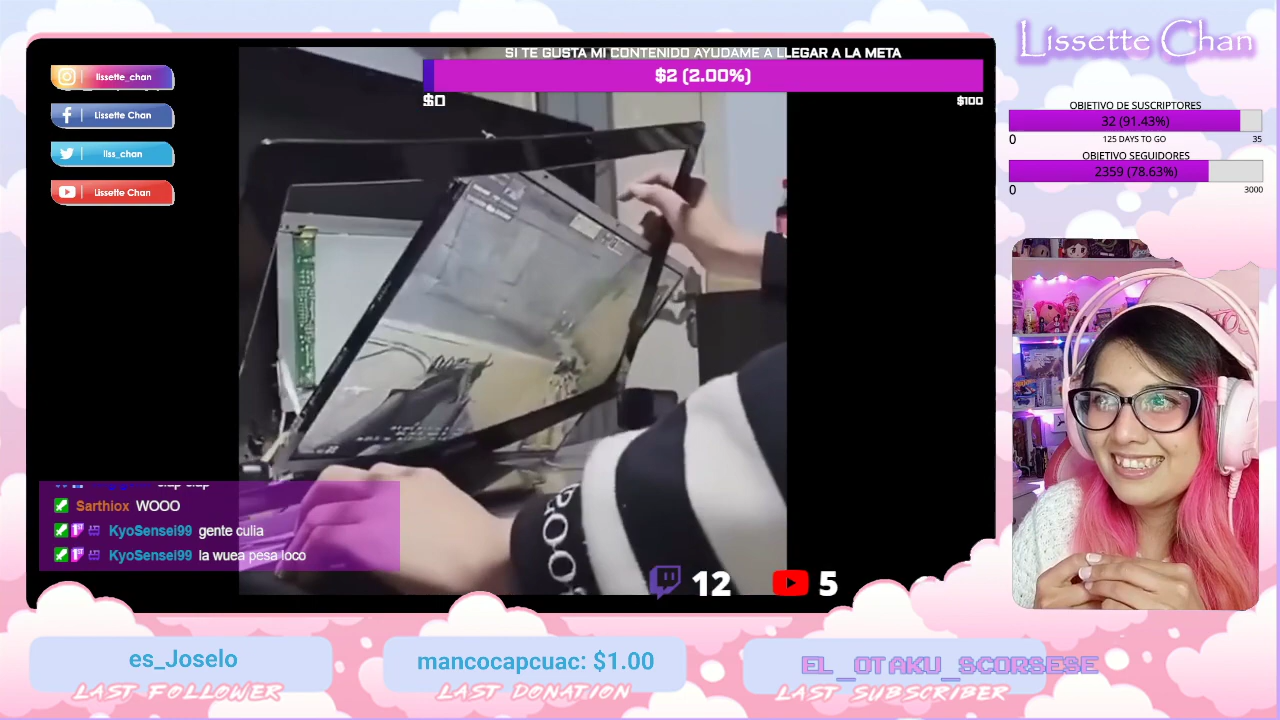 Lissette Chan
SI TE GUSTA MI CONTENIDO AYUDAME A LLEGAR A LA META
$2 (2.00%)
$0
$100
lissette_chan
Lissette Chan
liss_chan
Lissette Chan
OBJETIVO DE SUSCRIPTORES
32 (91.43%)
0
125 DAYS TO GO
35
OBJETIVO SEGUIDORES
2359 (78.63%)
0
3000
Sarthiox WOOO
KyoSensei99 gente culia
KyoSensei99 la wuea pesa loco
12
5
es_Joselo
LAST FOLLOWER
mancocapcuac: $1.00
LAST DONATION
EL_OTAKU_SCORSESE
LAST SUBSCRIBER